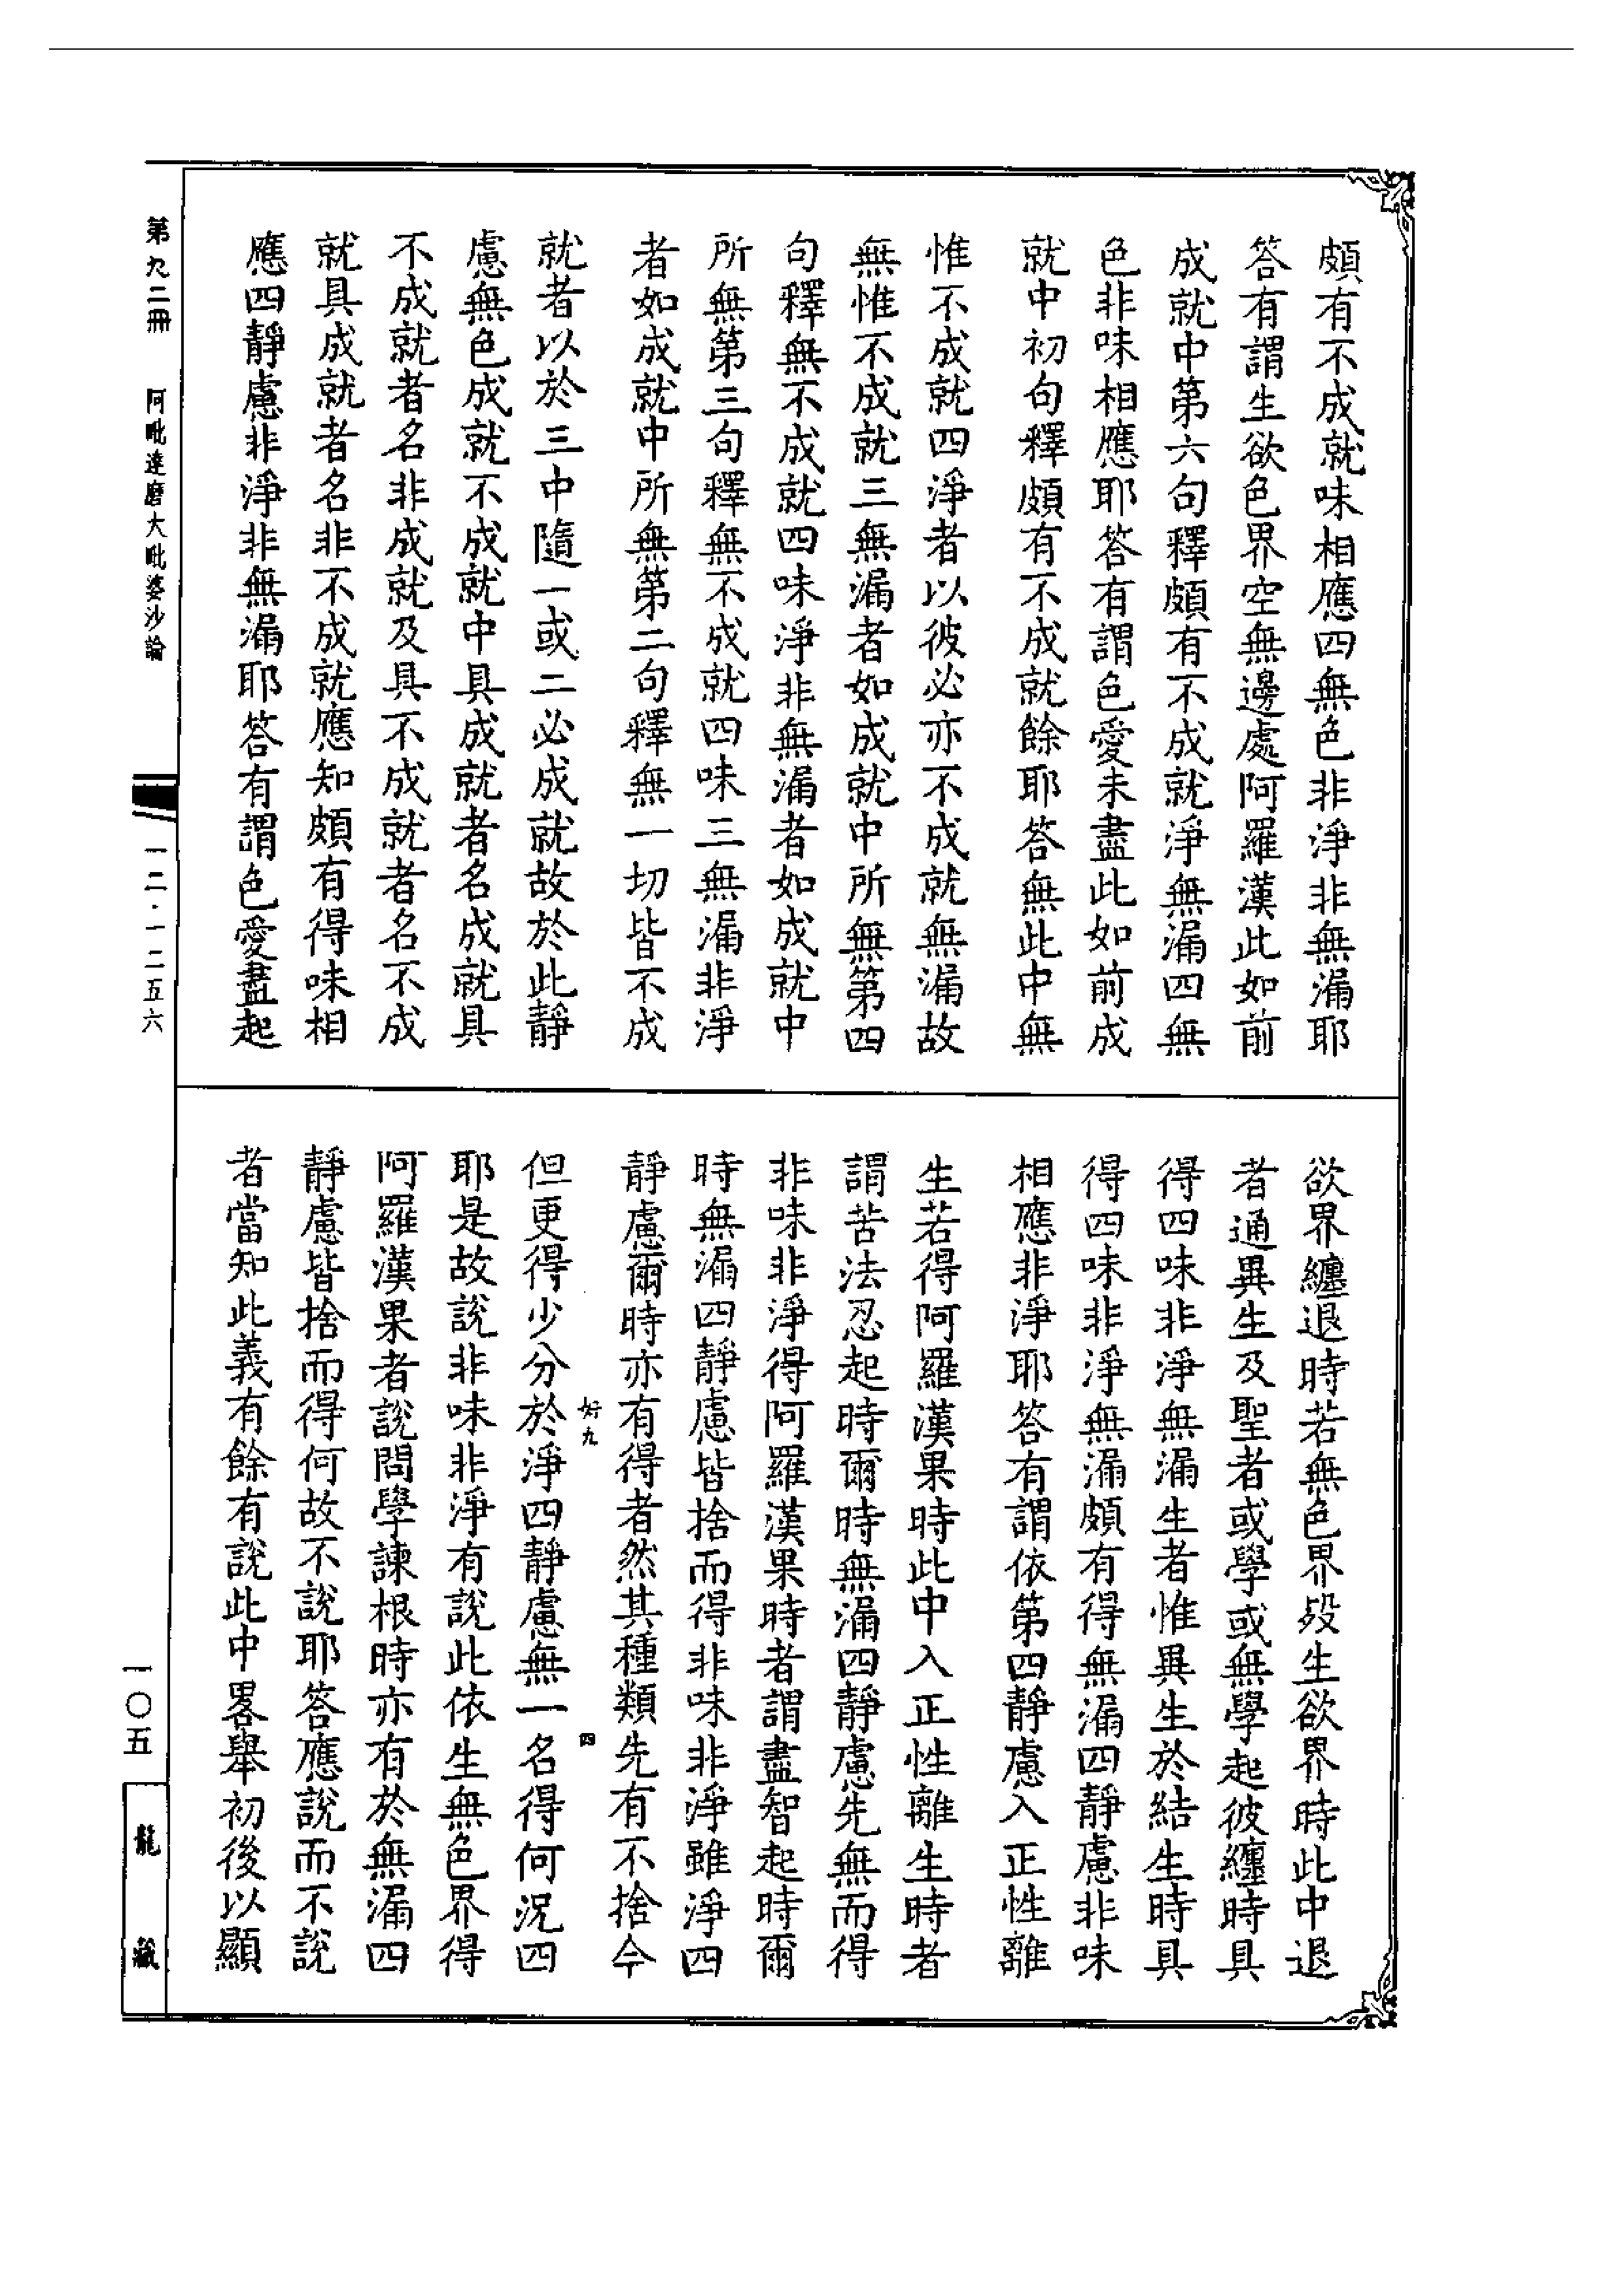 頗有不成就味相應四無色非淨非無漏耶
答有謂生欲色界空無邊處阿羅漢此如前
成就中第六句釋頗有不成就淨無漏四無
色非味相應耶答有謂色愛未盡此如前成
就中初句釋頗有不成就餘耶答無此中無
惟不成就四淨者以彼必亦不成就無漏故
無惟不成就三無漏者如成就中所無第四
句釋無不成就四味淨非無漏者如成就中
所無第三句釋無不成就四味三無漏非淨
者如成就中所無第二句釋無一切皆不成
就者以於三中隨一或二必成就故於此靜
慮無色成就不成就中具成就者名成就具
不成就者名非成就及具不成就者名不成
就具成就者名非不成就應知頗有得味相
應四靜慮非淨非無漏耶答有謂色愛盡起
欲界纏退時若無色界歿生欲界時此中退
者通異生及聖者或學或無學起彼纏時具
得四味非淨無漏生者惟異生於結生時具
得四味非淨無漏頗有得無漏四靜慮非味
相應非淨耶答有謂依第四靜慮入正性離
生若得阿羅漢果時此中入正性離生時者
謂苦法忍起時爾時無漏四靜慮先無而得
非味非淨得阿羅漢果時者謂盡智起時爾
時無漏四靜慮皆捨而得非味非淨雖淨四
靜慮爾時亦有得者然其種類先有不捨今
但更得少分於淨四靜慮無一名得何況四
耶是故說非味非淨有說此依生無色界得
阿羅漢果者說問學諫根時亦有於無漏四
靜慮皆捨而得何故不說耶答應說而不說
者當知此義有餘有說此中畧舉初後以顯
好九
四
第九二冊 阿毗達磨大毗婆沙論
一二·一二五六
一〇五
龍藏